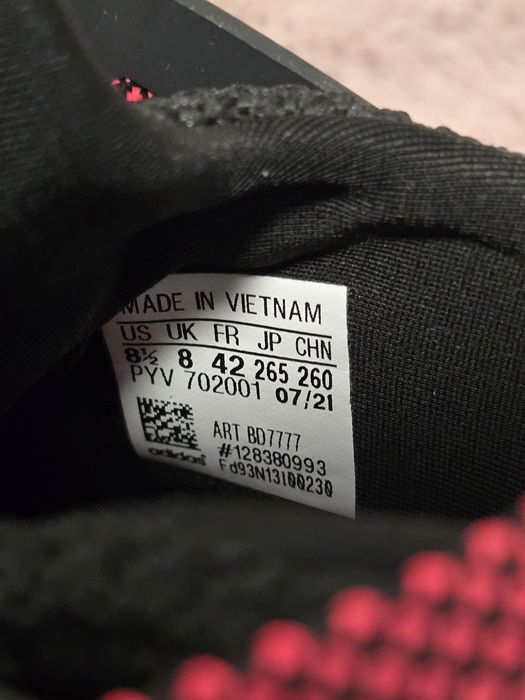 MADE IN VIETNAM
US UK FR JP CHN
8½ 8 42 265 260
PYV 702001 07/21
ART BD7777
#128380993
adidas Fd93N13I00230